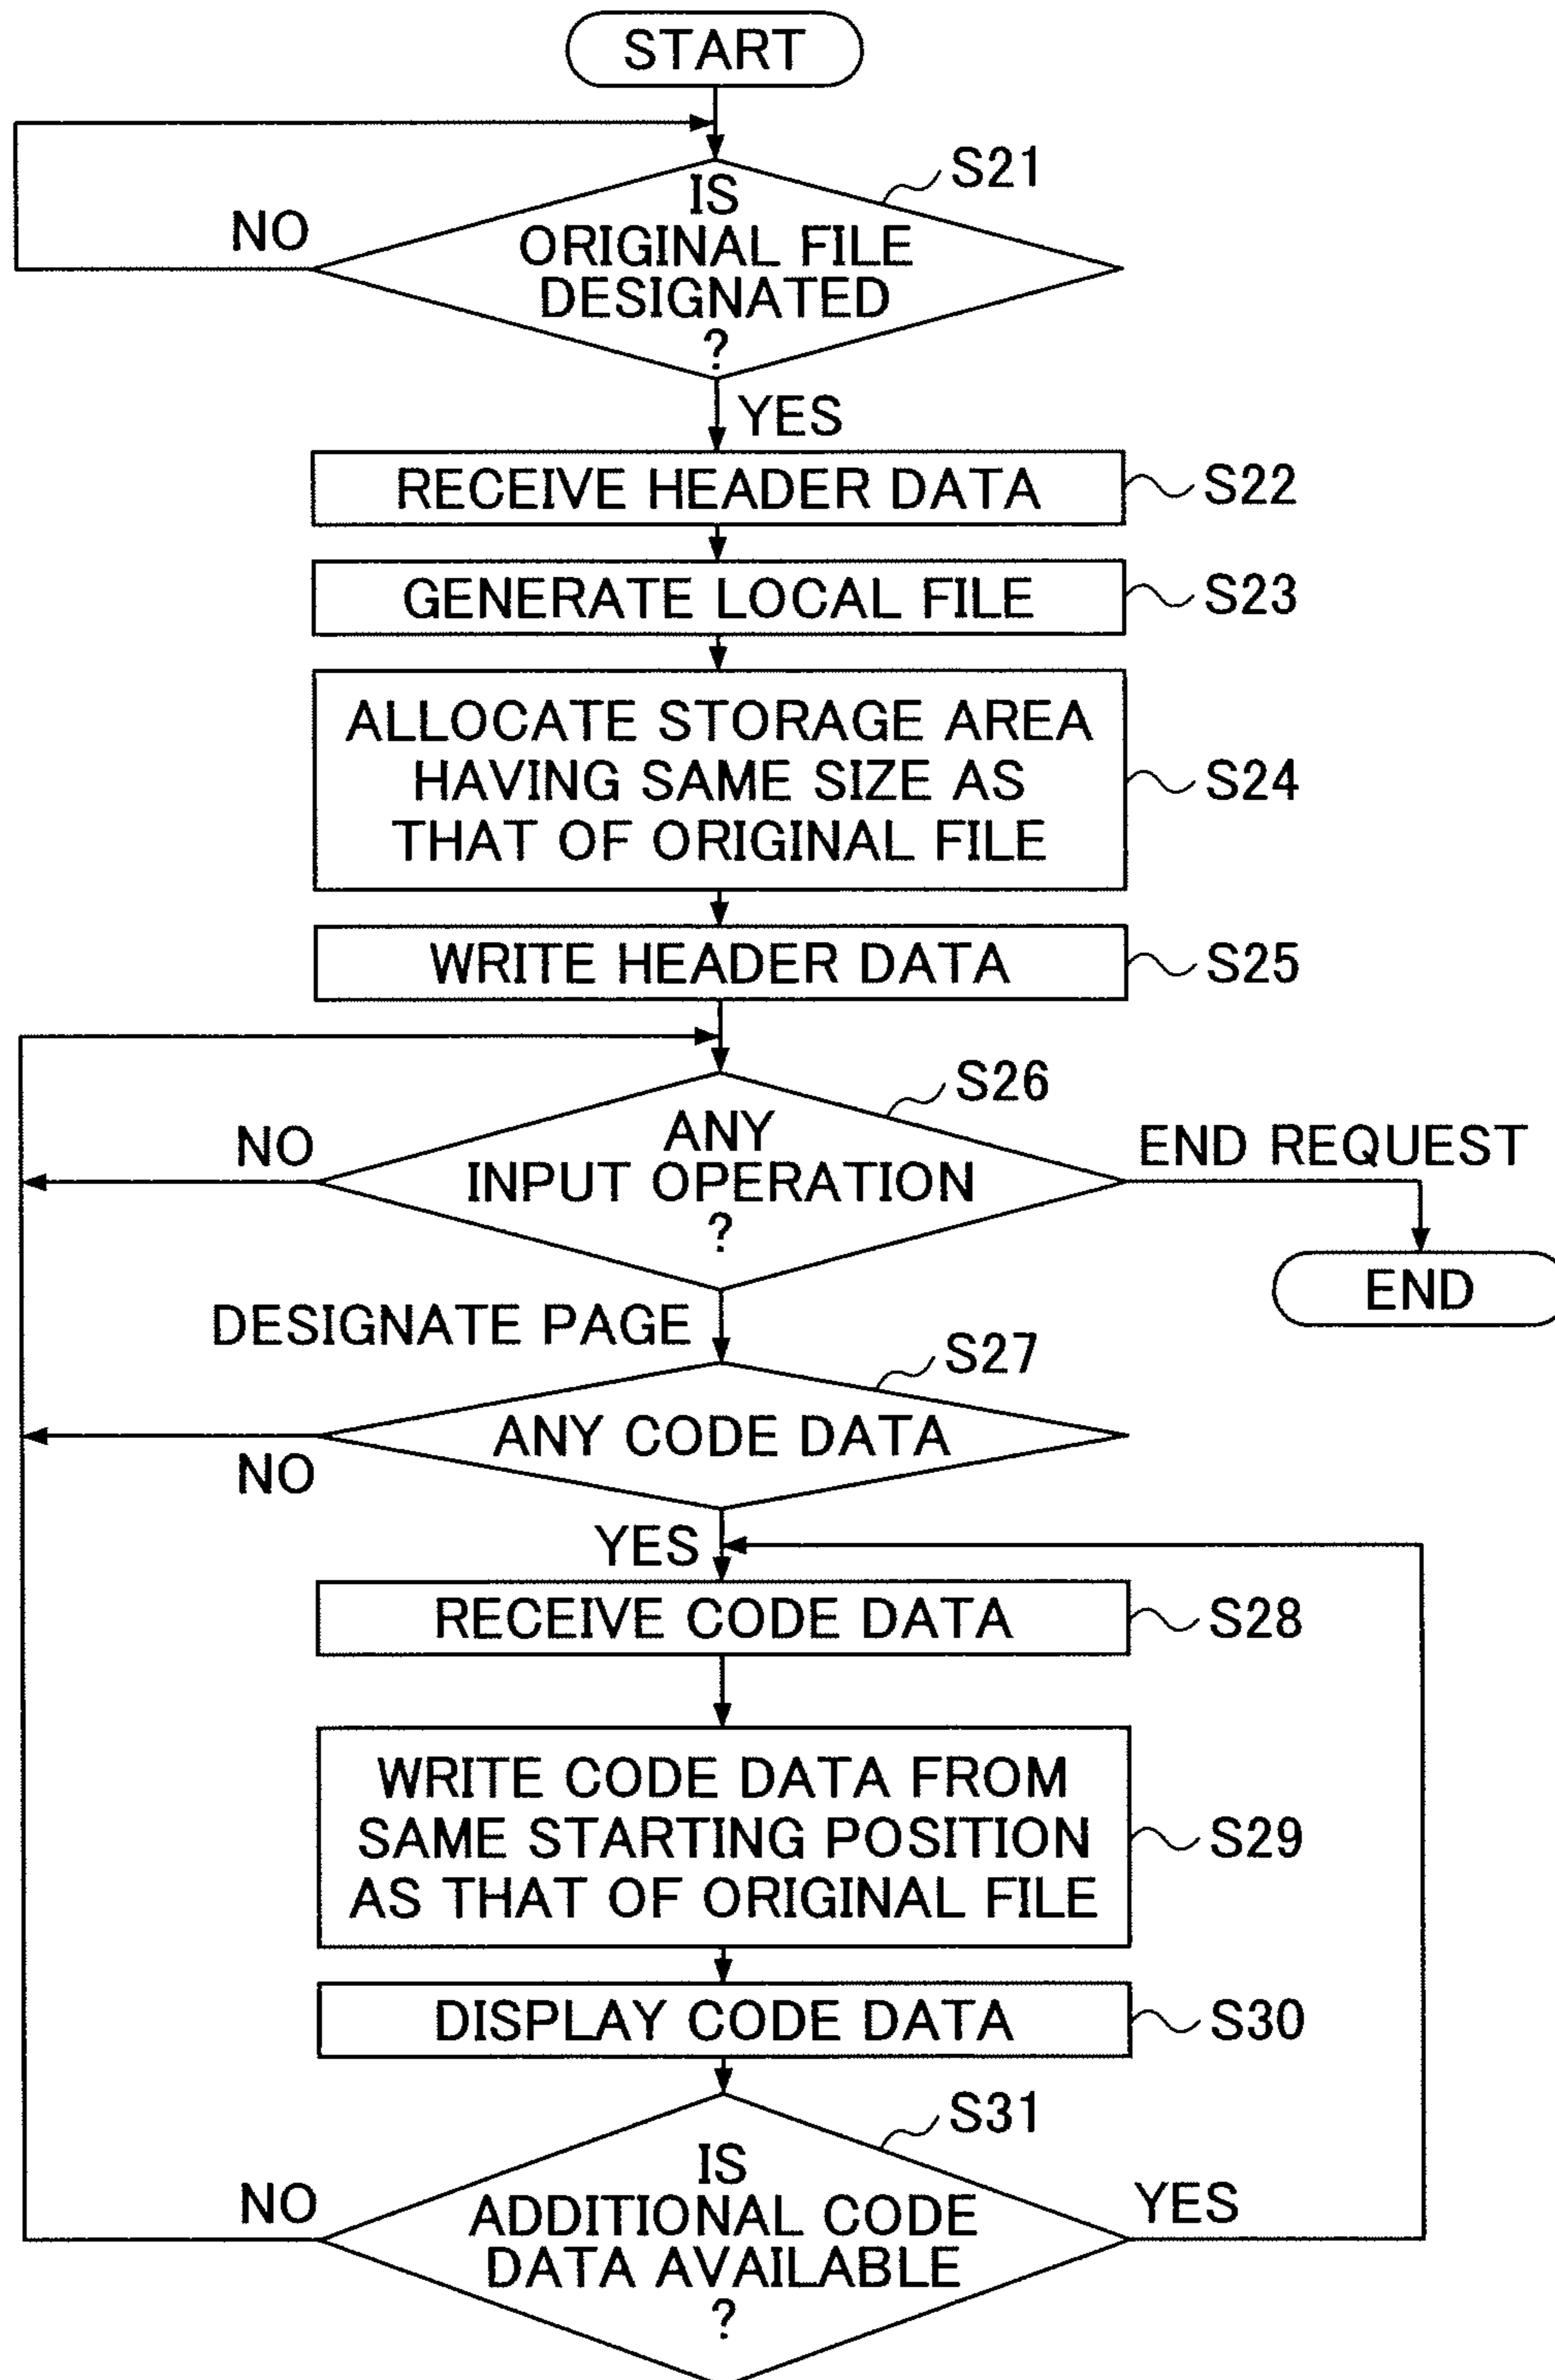 START
S21
IS
ORIGINAL FILE
DESIGNATED
?
NO
YES
RECEIVE HEADER DATA
S22
GENERATE LOCAL FILE
S23
ALLOCATE STORAGE AREA
HAVING SAME SIZE AS
THAT OF ORIGINAL FILE
S24
WRITE HEADER DATA
S25
S26
ANY
INPUT OPERATION
?
NO
END REQUEST
END
DESIGNATE PAGE
S27
ANY CODE DATA
NO
YES
RECEIVE CODE DATA
S28
WRITE CODE DATA FROM
SAME STARTING POSITION
AS THAT OF ORIGINAL FILE
S29
DISPLAY CODE DATA
S30
S31
IS
ADDITIONAL CODE
DATA AVAILABLE
?
NO
YES